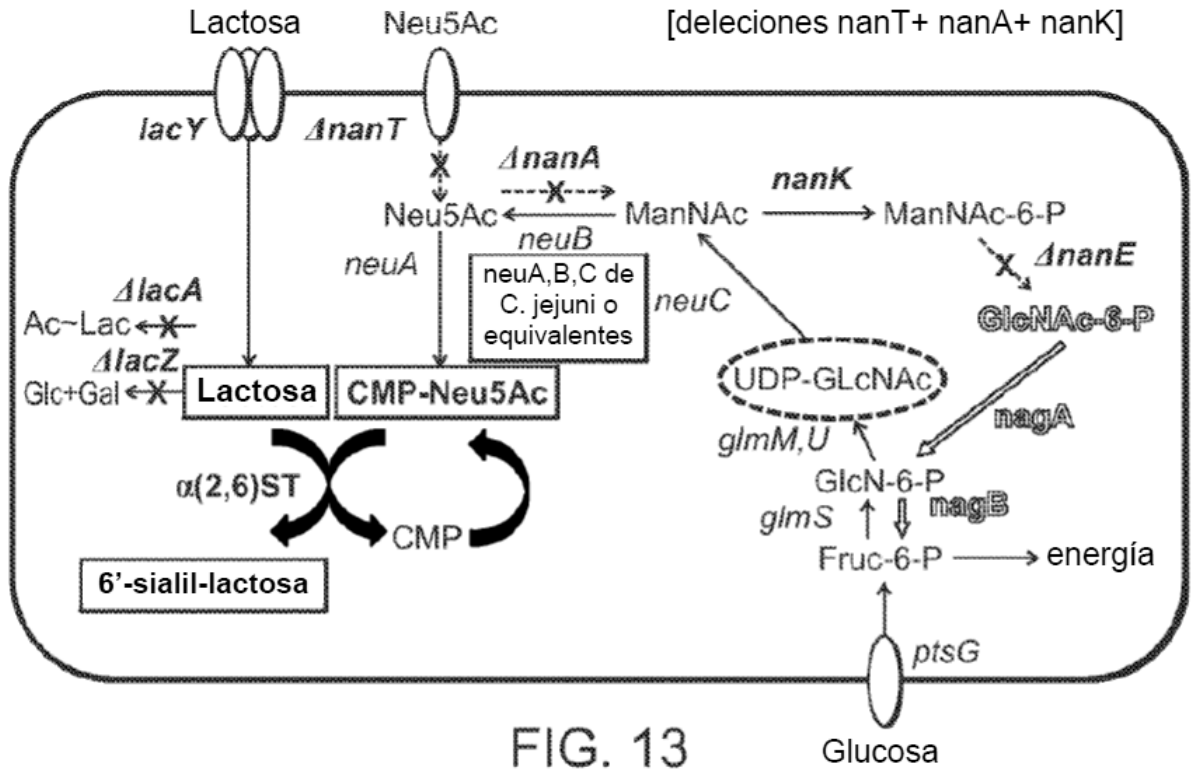 Lactosa
Neu5Ac
[deleciones nanT+ nanA+ nanK]
lacY
ΔnanT
X
ΔnanA
X
nanK
Neu5Ac
ManNAc
ManNAc-6-P
neuB
neuA
neuA,B,C de
C. jejuni o
equivalentes
neuC
X
ΔnanE
GlcNAc-6-P
ΔlacA
Ac~Lac
X
ΔlacZ
Glc+Gal
X
Lactosa
CMP-Neu5Ac
UDP-GLcNAc
nagA
glmM,U
α(2,6)ST
GlcN-6-P
nagB
glmS
CMP
Fruc-6-P
energía
6’-sialil-lactosa
ptsG
Glucosa
FIG. 13